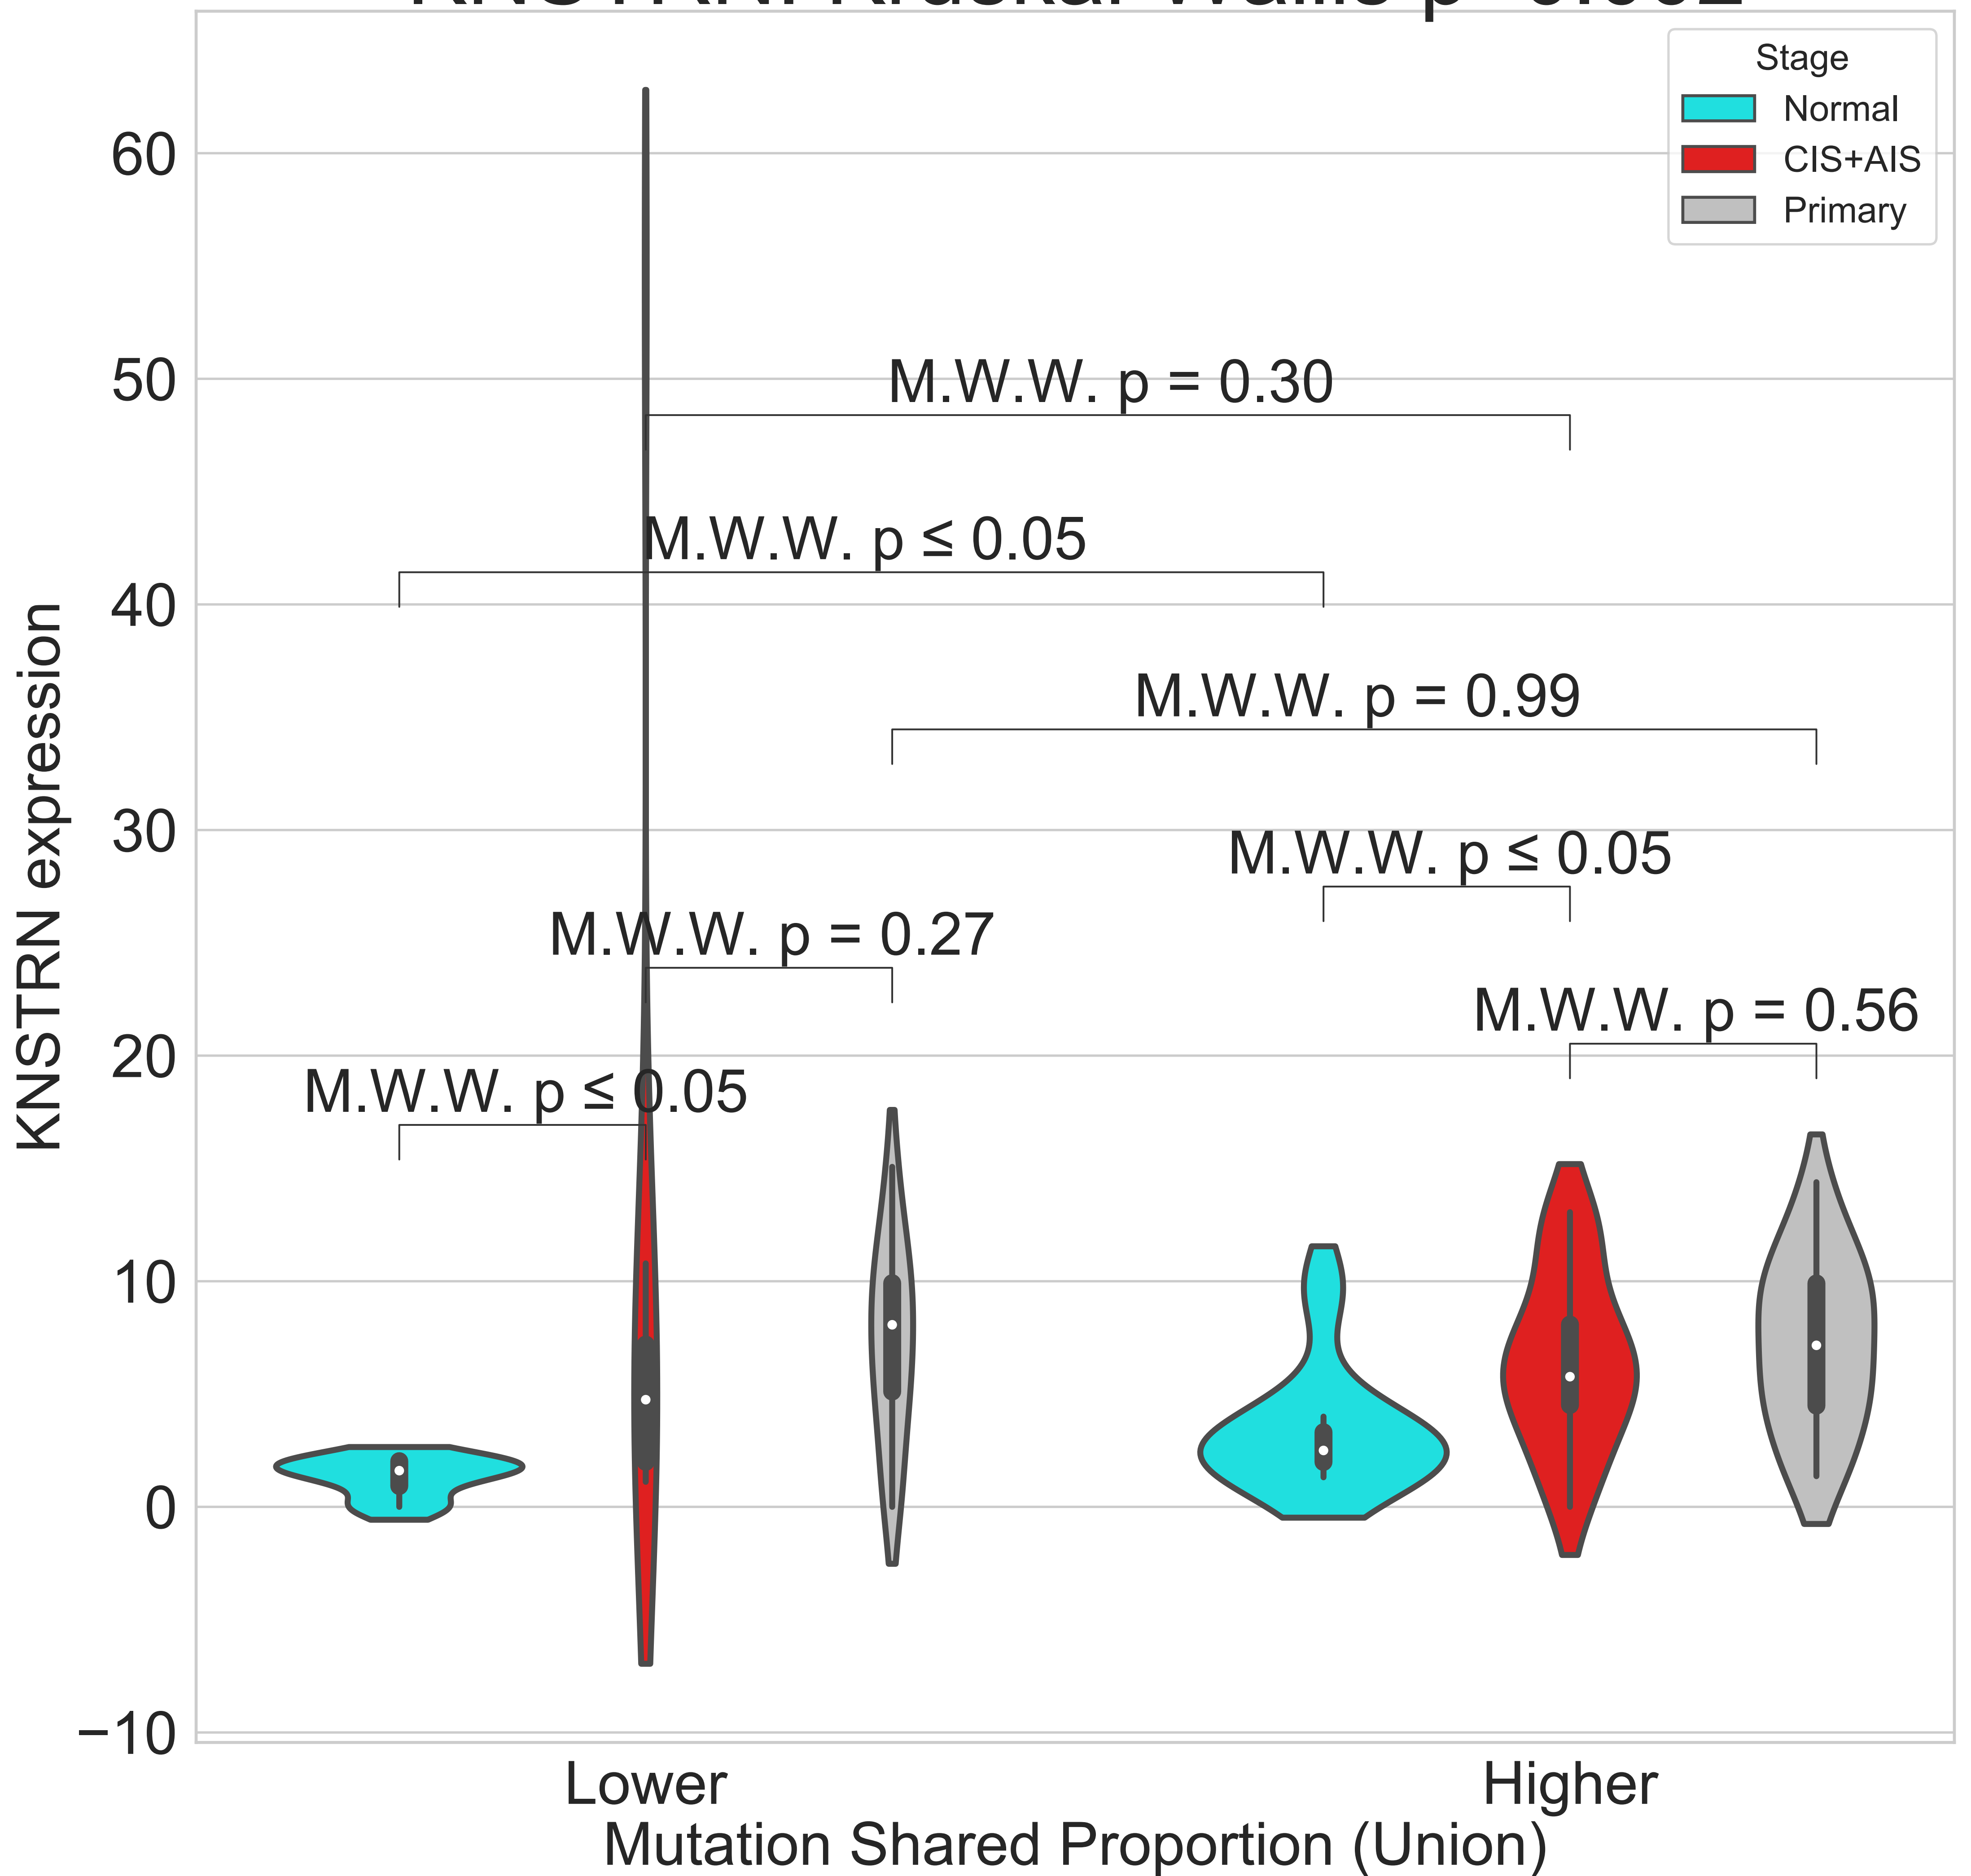 Stage
Normal
CIS+AIS
Primary
60
50
40
30
20
10
0
−10
KNSTRN expression
M.W.W. p = 0.30
M.W.W. p ≤ 0.05
M.W.W. p = 0.99
M.W.W. p ≤ 0.05
M.W.W. p = 0.27
M.W.W. p = 0.56
M.W.W. p ≤ 0.05
Lower
Higher
Mutation Shared Proportion (Union)